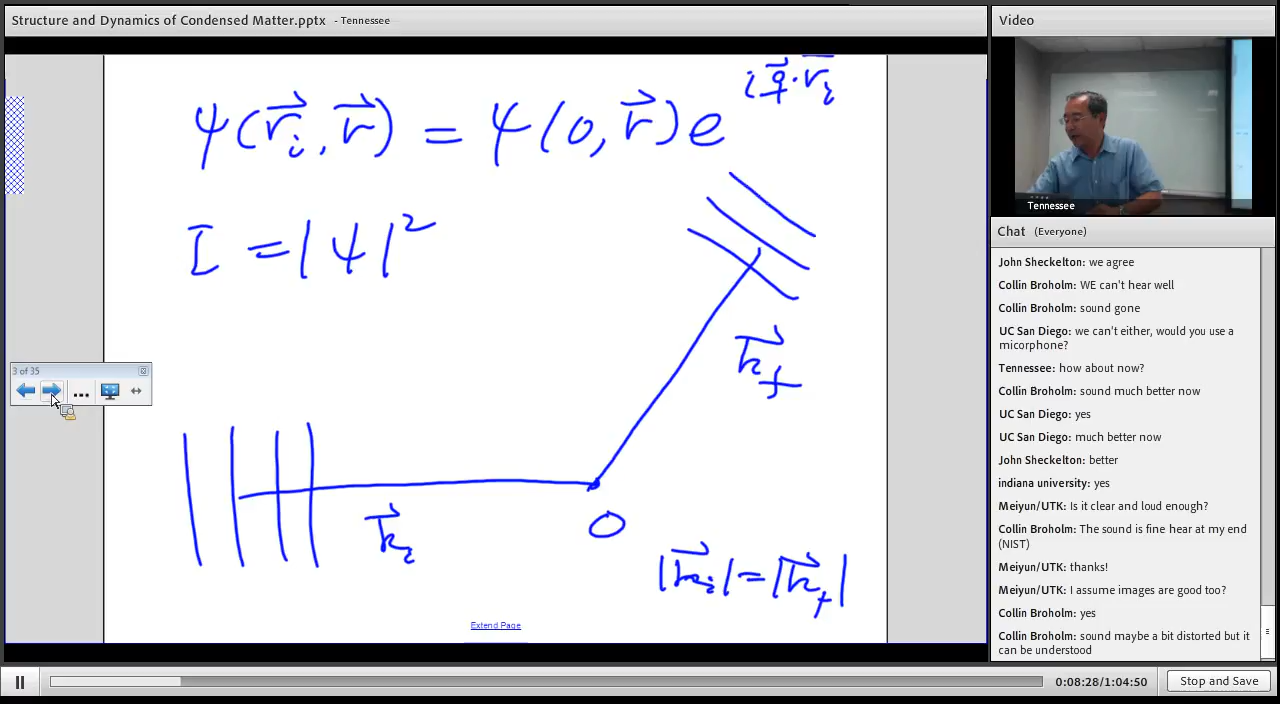 Structure and Dynamics of Condensed Matter.pptx - Tennessee
ψ(r⃗ᵢ, r⃗) = ψ(0, r⃗)e^{i q⃗·r⃗ᵢ}
I = |ψ|²
k⃗_f
k⃗ᵢ
0
|k⃗ᵢ| = |k⃗_f|
Extend Page
3 of 35
...
Video
Tennessee
Chat (Everyone)
John Sheckelton: we agree
Collin Broholm: WE can't hear well
Collin Broholm: sound gone
UC San Diego: we can't either, would you use a
micorphone?
Tennessee: how about now?
Collin Broholm: sound much better now
UC San Diego: yes
UC San Diego: much better now
John Sheckelton: better
indiana university: yes
Meiyun/UTK: Is it clear and loud enough?
Collin Broholm: The sound is fine hear at my end
(NIST)
Meiyun/UTK: thanks!
Meiyun/UTK: I assume images are good too?
Collin Broholm: yes
Collin Broholm: sound maybe a bit distorted but it
can be understood
0:08:28/1:04:50
Stop and Save